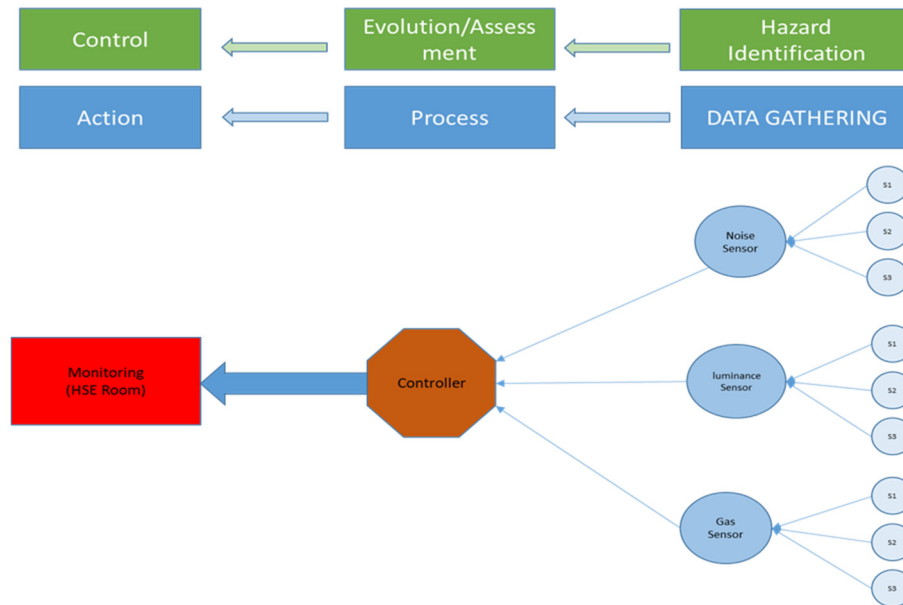 Control
Evolution/Assess
ment
Hazard
Identification
Action
Process
DATA GATHERING
S1
Noise
Sensor
S2
S3
S1
Monitoring
(HSE Room)
Controller
luminance
Sensor
S2
S3
S1
Gas
Sensor
S2
S3